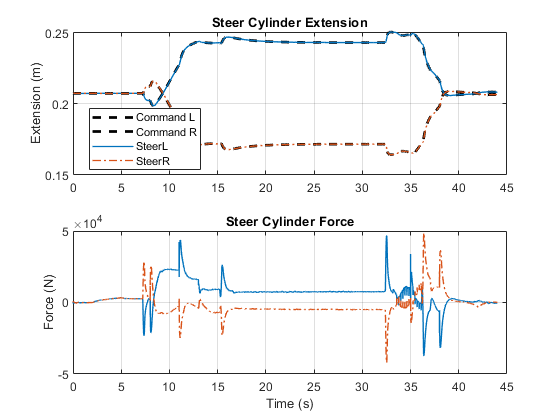 Steer Cylinder Extension
Extension (m)
0.25
0.2
0.15
Command L
Command R
SteerL
SteerR
0 5 10 15 20 25 30 35 40 45
Steer Cylinder Force
×10⁴
Force (N)
5
0
-5
0 5 10 15 20 25 30 35 40 45
Time (s)